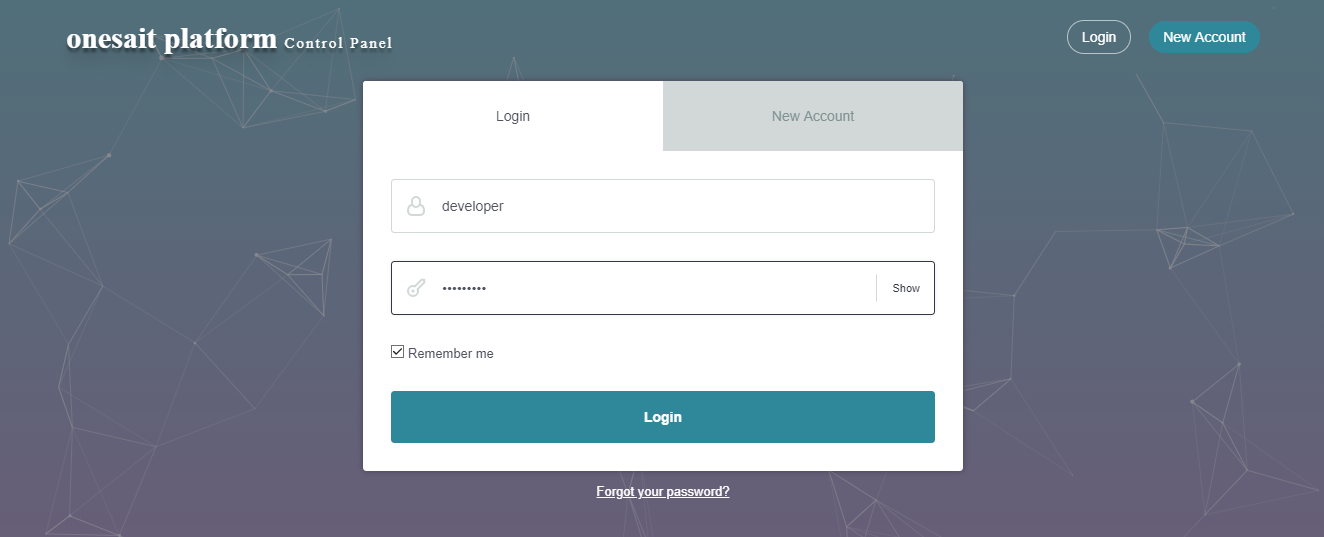 onesait platform Control Panel
Login
New Account
Login
New Account
developer
•••••••••
Show
Remember me
Login
Forgot your password?